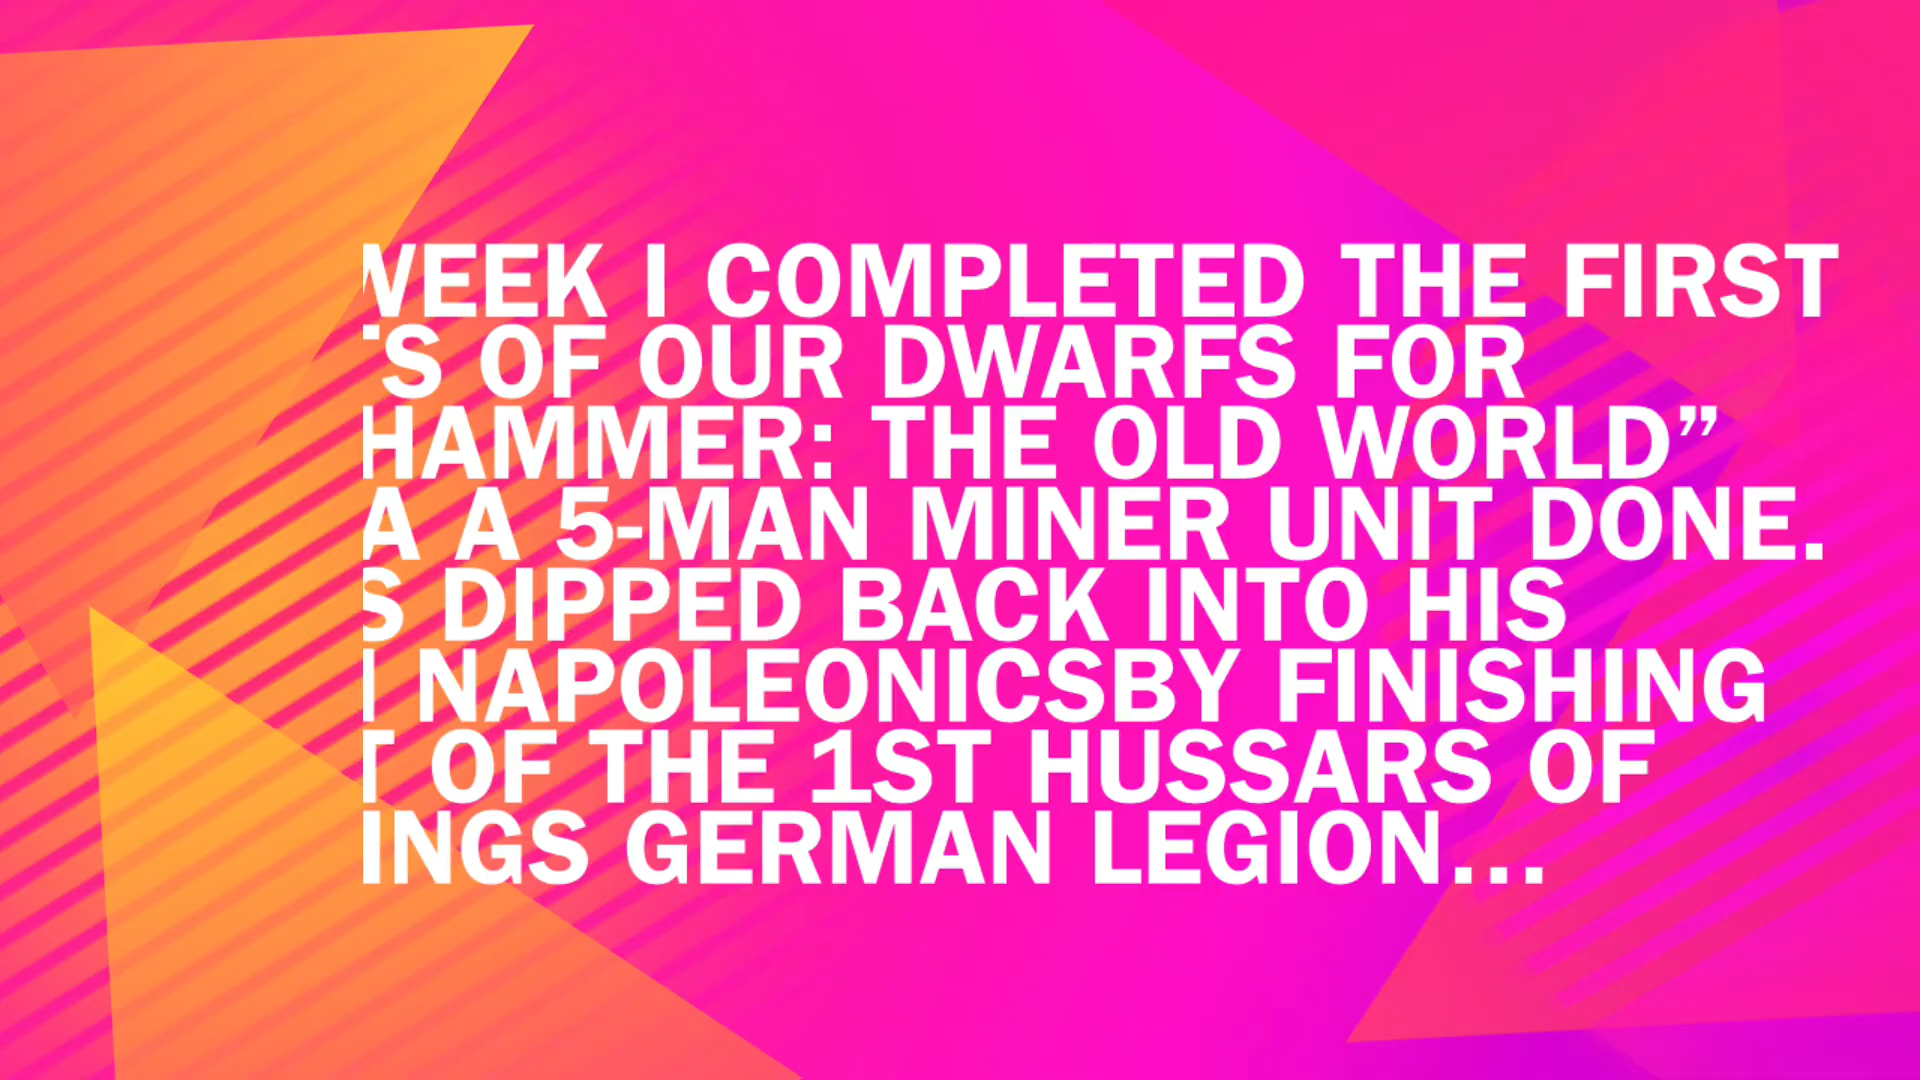 WEEK I COMPLETED THE FIRST
'S OF OUR DWARFS FOR
HAMMER: THE OLD WORLD”
A A 5-MAN MINER UNIT DONE.
S DIPPED BACK INTO HIS
NAPOLEONICSBY FINISHING
T OF THE 1ST HUSSARS OF
INGS GERMAN LEGION...